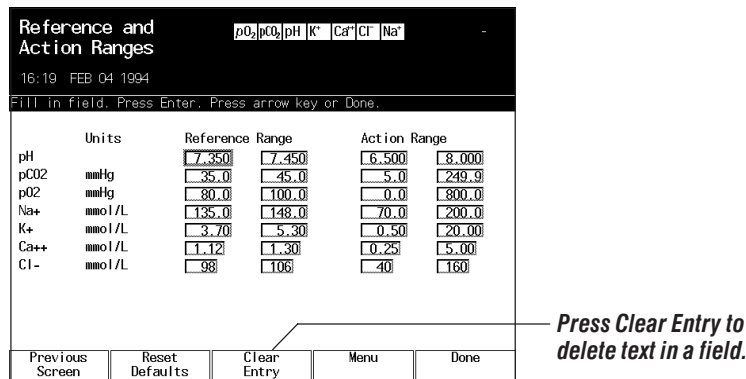 Reference and
Action Ranges
pO₂ pCO₂ pH K⁺ Ca⁺⁺ Cl⁻ Na⁺ -
16:19 FEB 04 1994
Fill in field. Press Enter. Press arrow key or Done.
Units Reference Range Action Range
pH 7.350 7.450 6.500 8.000
pCO2 mmHg 35.0 45.0 5.0 249.9
pO2 mmHg 80.0 100.0 0.0 800.0
Na+ mmol/L 135.0 148.0 70.0 200.0
K+ mmol/L 3.70 5.30 0.50 20.00
Ca++ mmol/L 1.12 1.30 0.25 5.00
Cl- mmol/L 98 106 40 160
Press Clear Entry to
delete text in a field.
Previous Screen Reset Defaults Clear Entry Menu Done